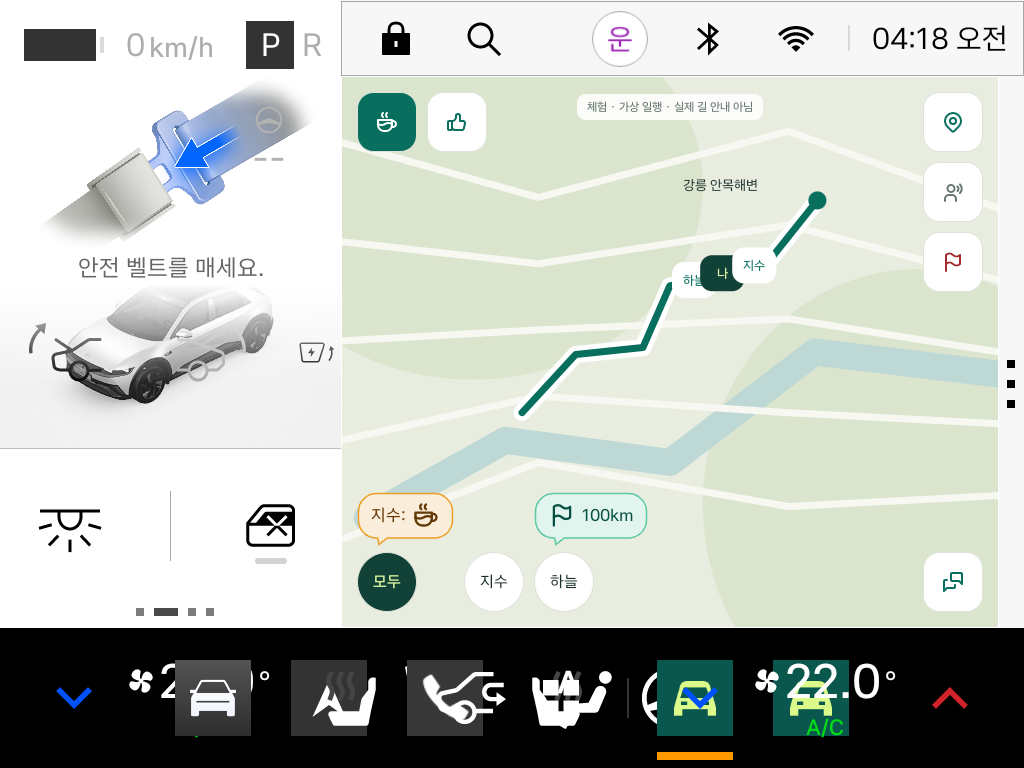 0 km/h
P R
운
04:18 오전
안전 벨트를 매세요.
체험 · 가상 일행 · 실제 길 안내 아님
강릉 안목해변
하늘
나
지수
지수:
100km
모두
지수
하늘
22.0°
A/C